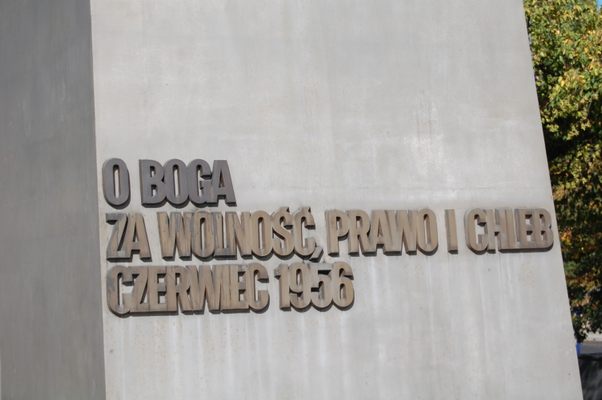 O BOGA
ZA WOLNOŚĆ, PRAWO I CHLEB
CZERWIEC 1956